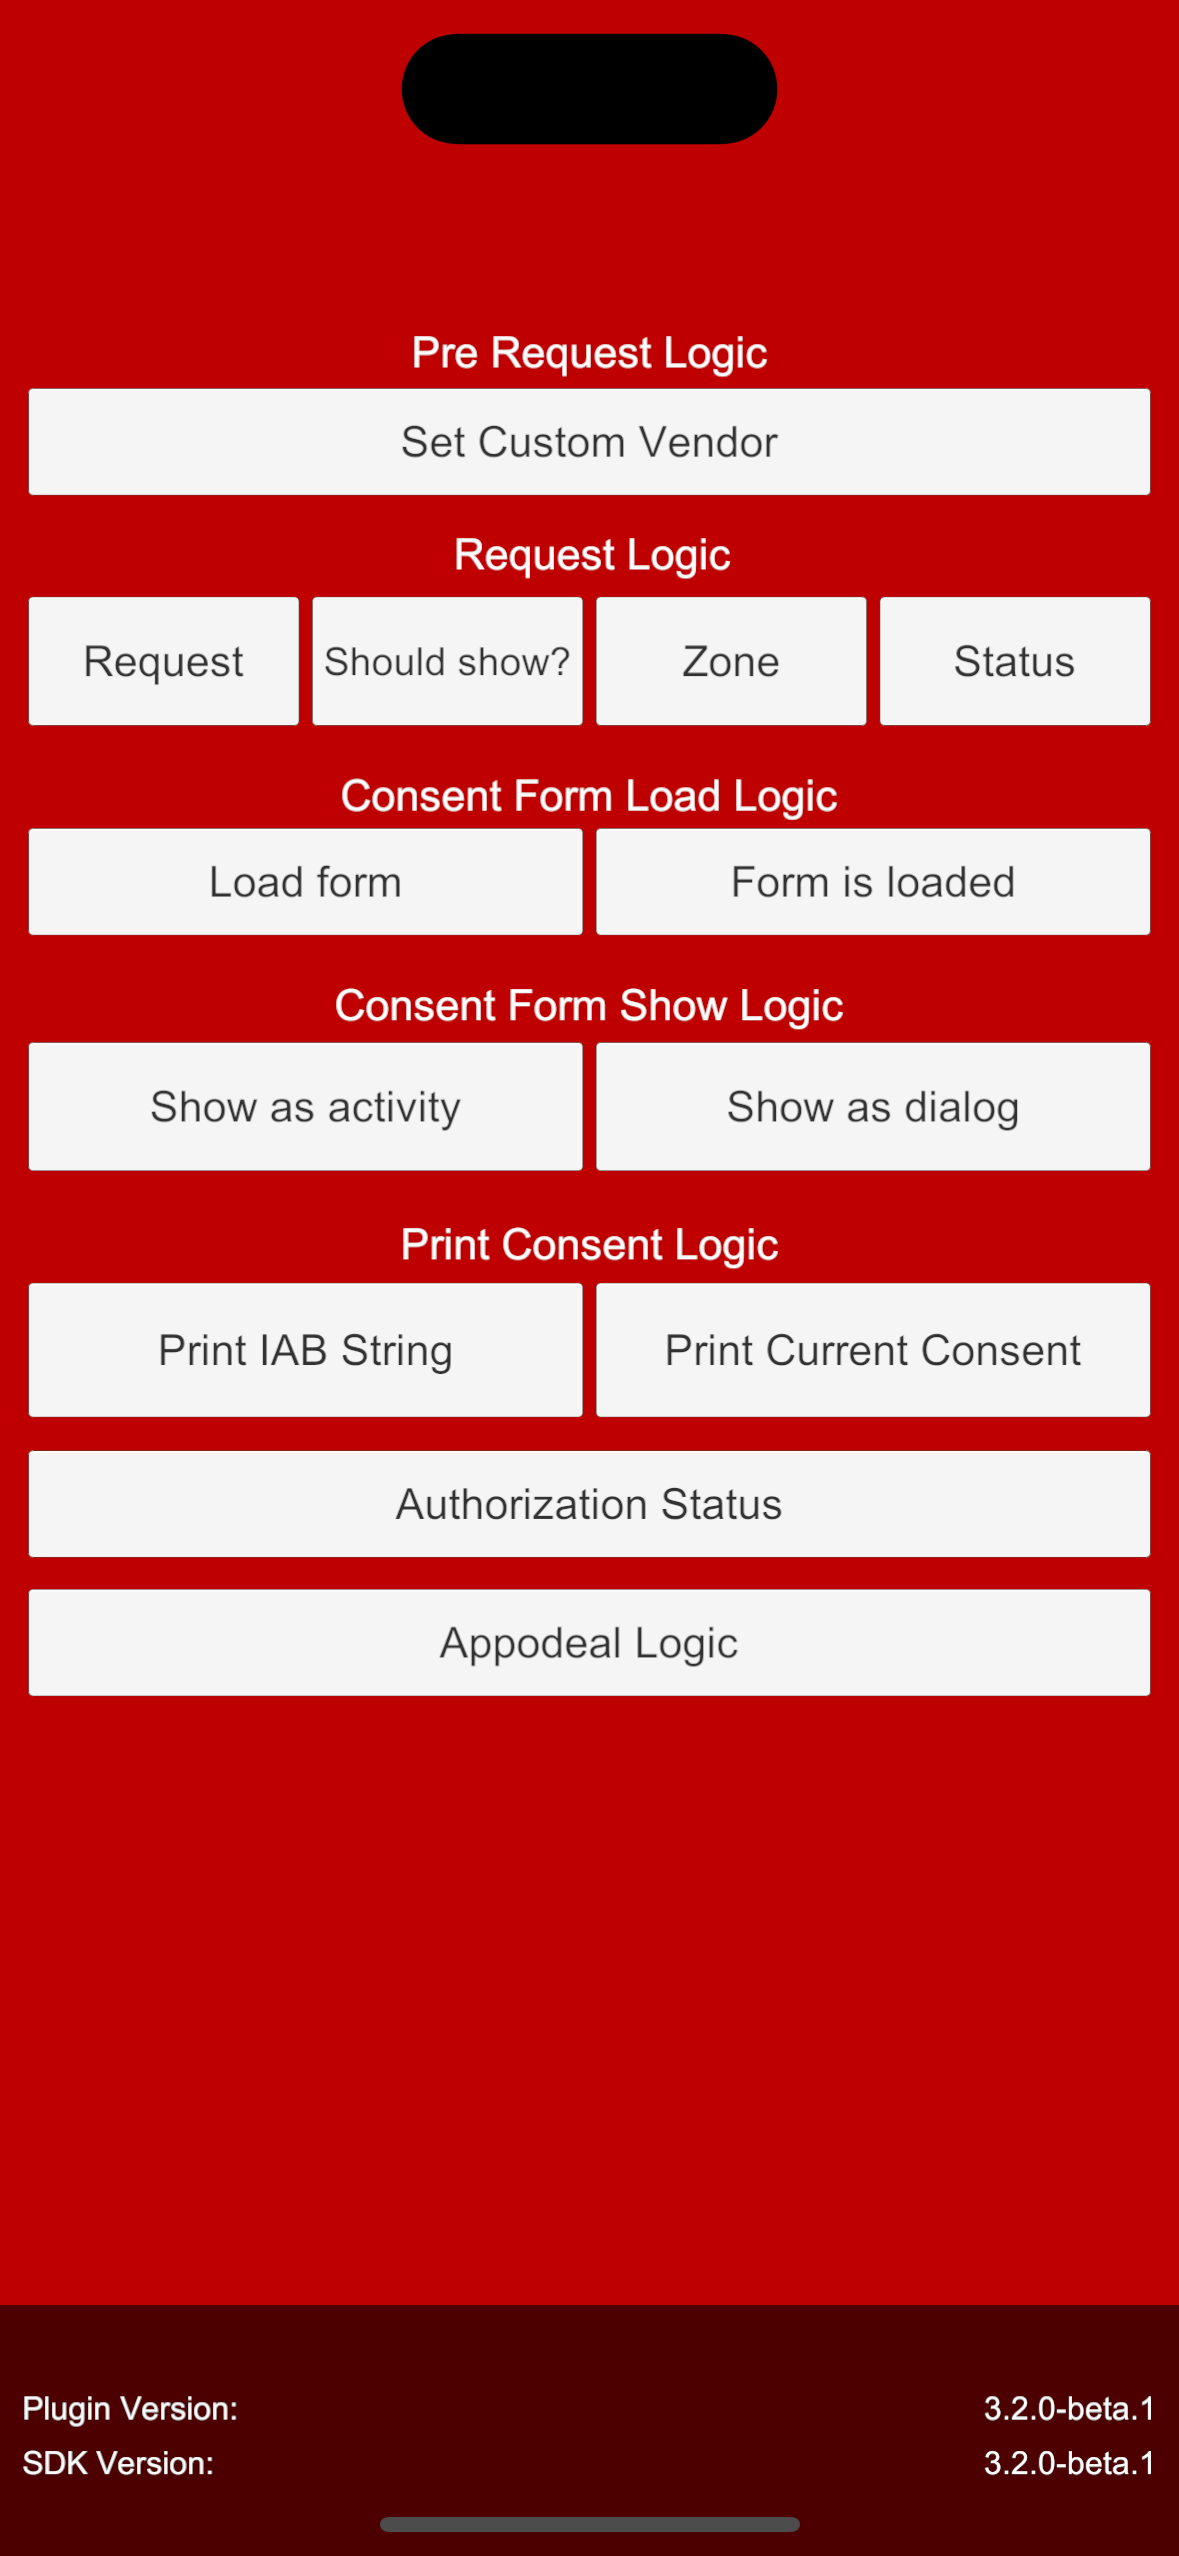 Pre Request Logic
Set Custom Vendor
Request Logic
Request Should show? Zone Status
Consent Form Load Logic
Load form Form is loaded
Consent Form Show Logic
Show as activity Show as dialog
Print Consent Logic
Print IAB String Print Current Consent
Authorization Status
Appodeal Logic
Plugin Version: 3.2.0-beta.1
SDK Version: 3.2.0-beta.1